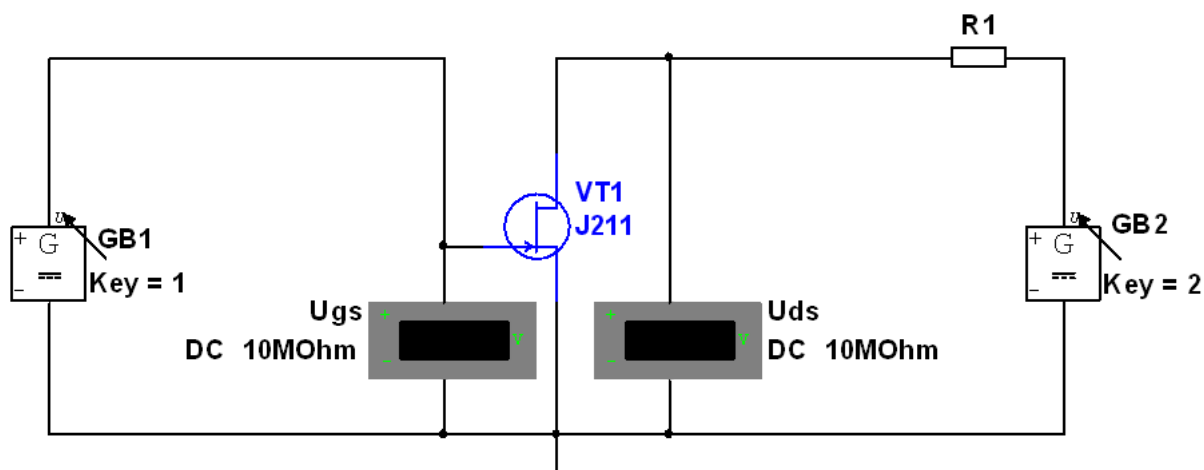 R1
VT1
J211
u
+ G
GB1
-
Key = 1
u
+ G
GB2
-
Key = 2
Ugs
+
V
-
DC 10MOhm
Uds
+
V
-
DC 10MOhm